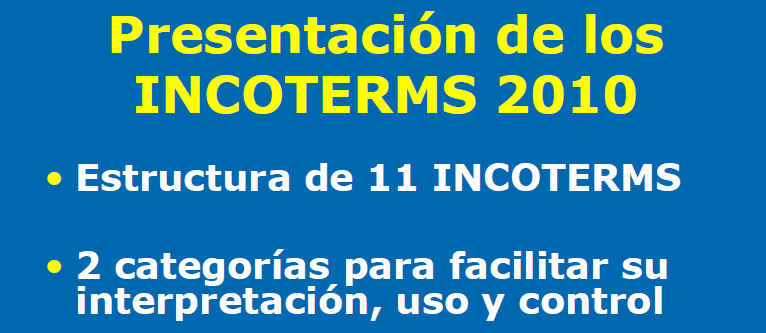 Presentación de los
INCOTERMS 2010
• Estructura de 11 INCOTERMS
• 2 categorías para facilitar su
interpretación, uso y control